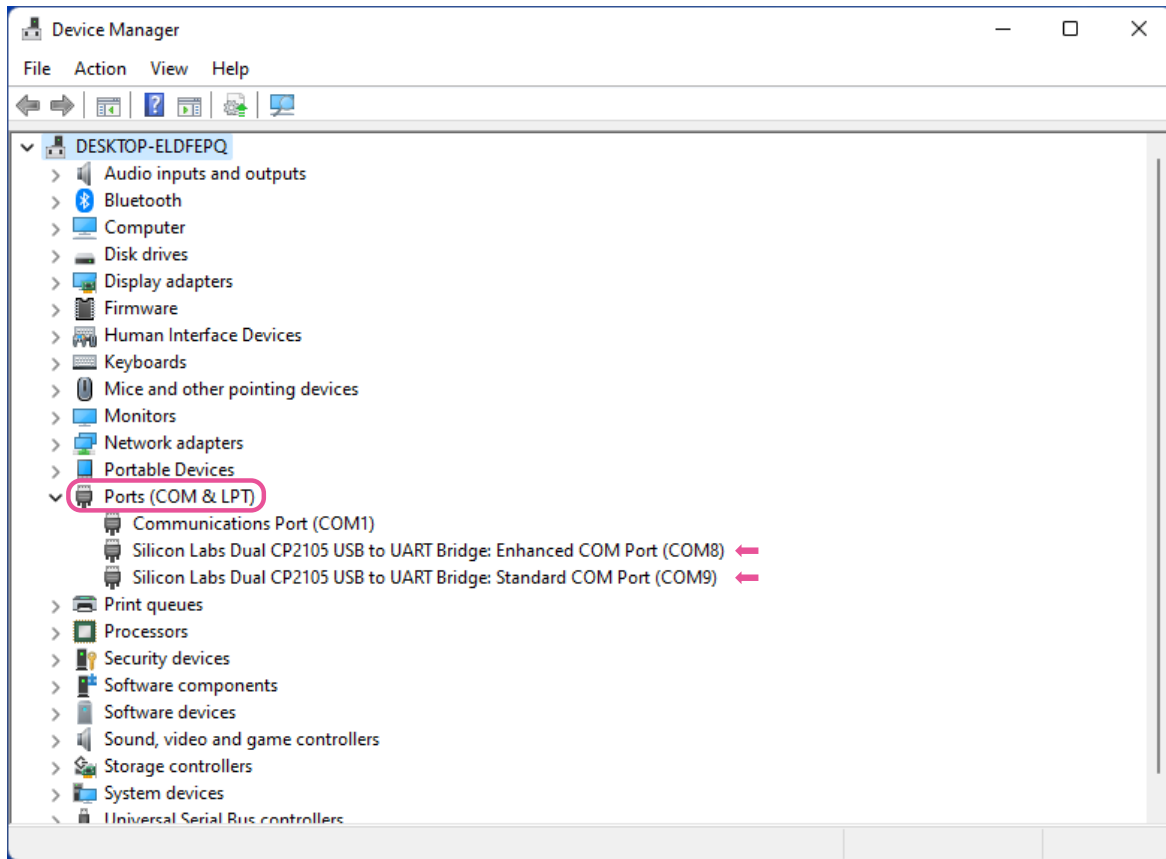 Device Manager
File Action View Help
DESKTOP-ELDFEPQ
Audio inputs and outputs
Bluetooth
Computer
Disk drives
Display adapters
Firmware
Human Interface Devices
Keyboards
Mice and other pointing devices
Monitors
Network adapters
Portable Devices
Ports (COM & LPT)
Communications Port (COM1)
Silicon Labs Dual CP2105 USB to UART Bridge: Enhanced COM Port (COM8)
Silicon Labs Dual CP2105 USB to UART Bridge: Standard COM Port (COM9)
Print queues
Processors
Security devices
Software components
Software devices
Sound, video and game controllers
Storage controllers
System devices
Universal Serial Bus controllers